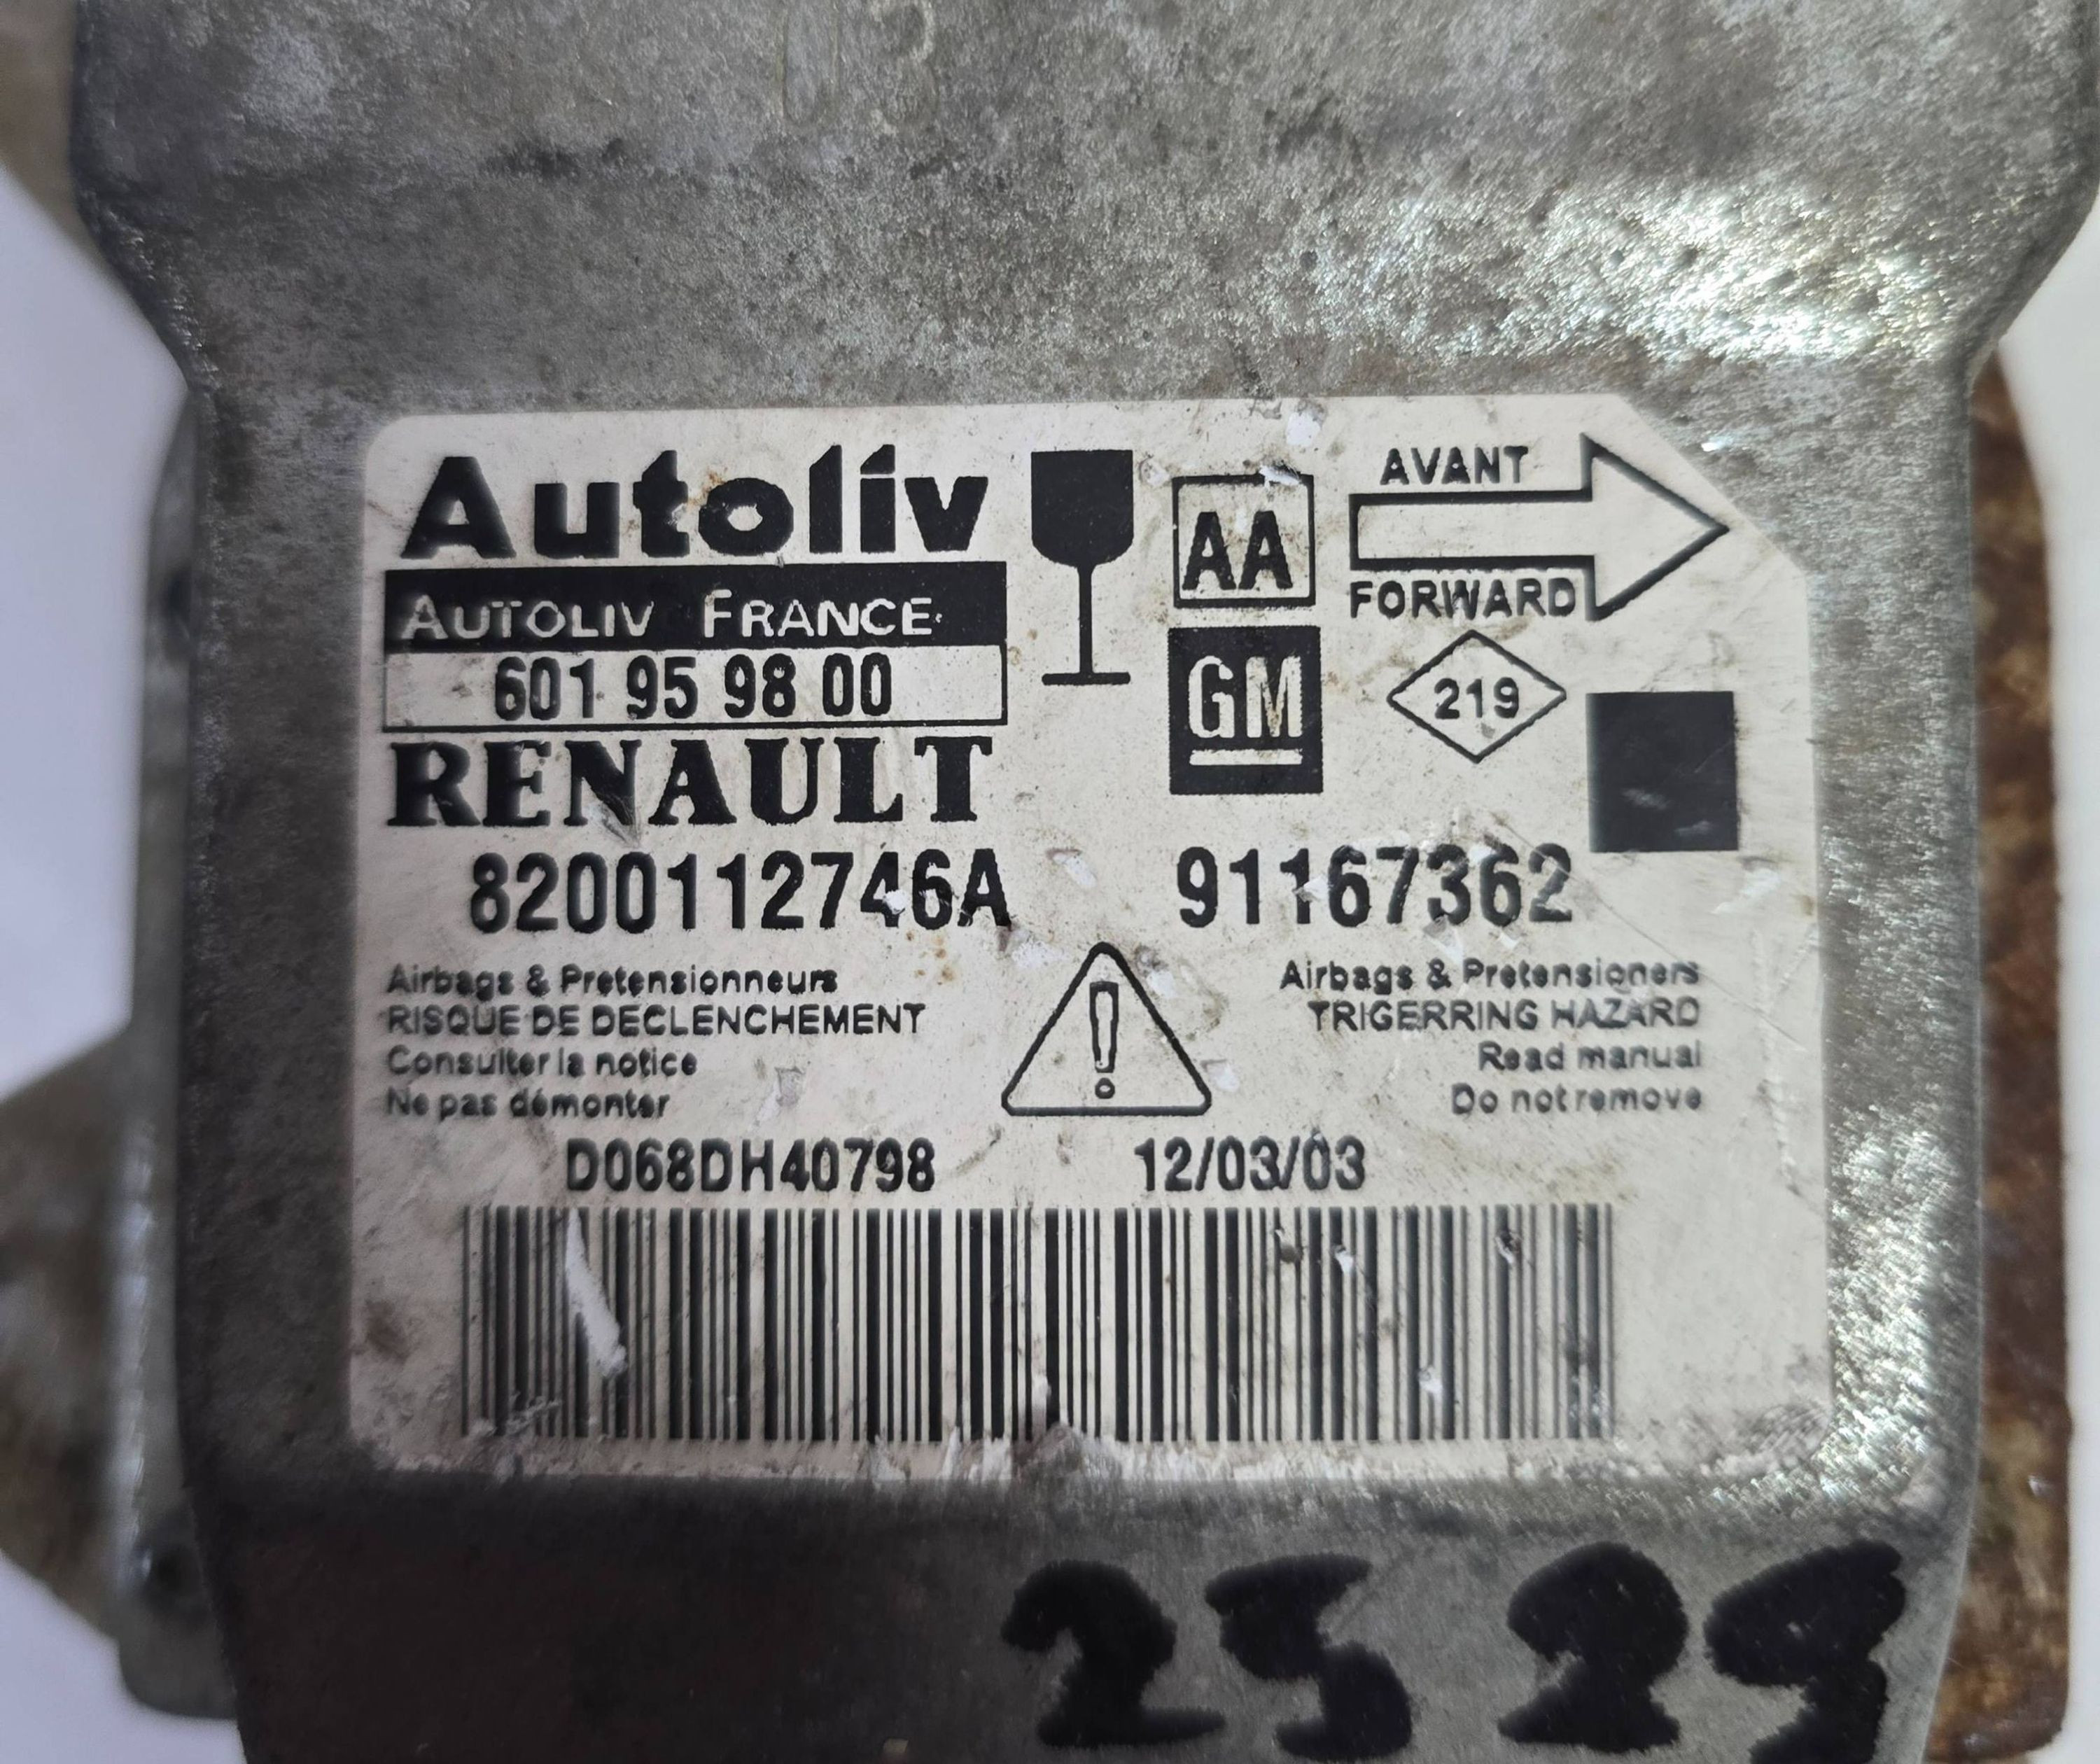 Autoliv
AUTOLIV FRANCE
601 95 98 00
RENAULT
8200112746A
AA
GM
AVANT
FORWARD
219
91167362
Airbags & Pretensionneurs
RISQUE DE DECLENCHEMENT
Consulter la notice
Ne pas démonter
Airbags & Pretensioners
TRIGERRING HAZARD
Read manual
Do not remove
D068DH40798 12/03/03
25 29